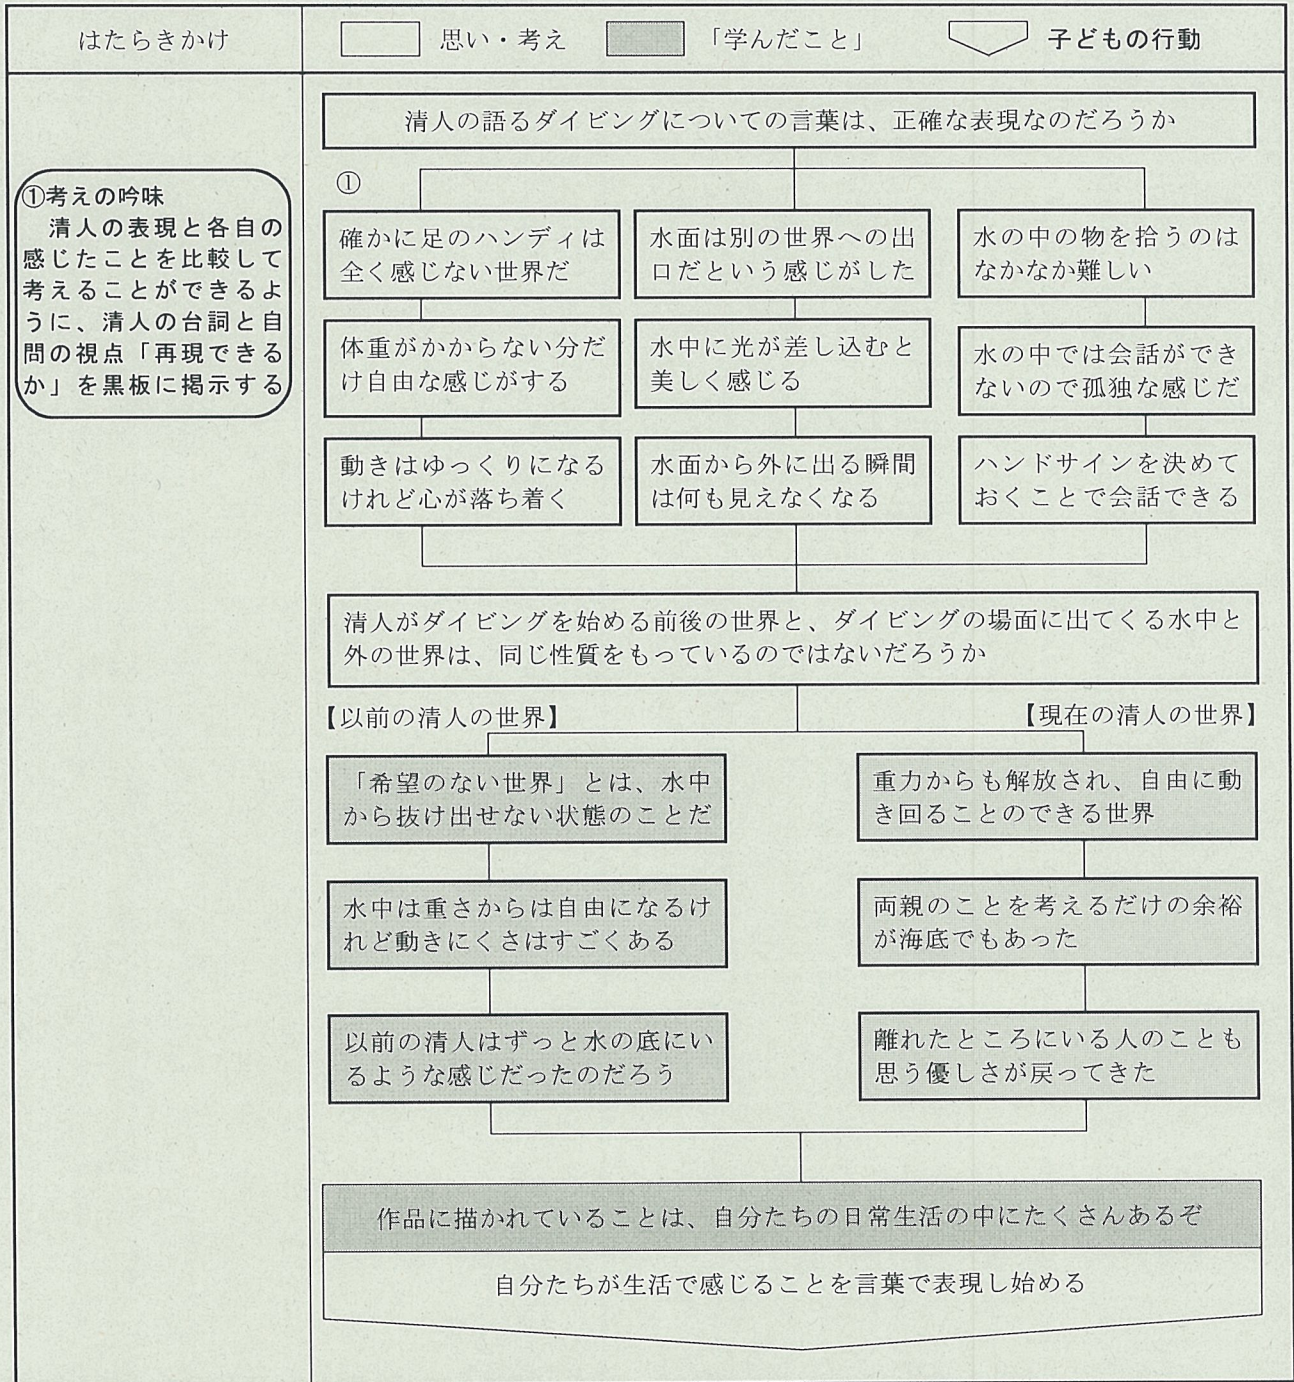 はたらきかけ
思い・考え
「学んだこと」
子どもの行動
清人の語るダイビングについての言葉は、正確な表現なのだろうか
①考えの吟味
清人の表現と各自の
感じたことを比較して
考えることができるよ
うに、清人の台詞と自
問の視点「再現できる
か」を黒板に掲示する
①
確かに足のハンディは
全く感じない世界だ
体重がかからない分だ
け自由な感じがする
動きはゆっくりになる
けれど心が落ち着く
水面は別の世界への出
口だという感じがした
水中に光が差し込むと
美しく感じる
水面から外に出る瞬間
は何も見えなくなる
水の中の物を拾うのは
なかなか難しい
水の中では会話ができ
ないので孤独な感じだ
ハンドサインを決めて
おくことで会話できる
清人がダイビングを始める前後の世界と、ダイビングの場面に出てくる水中と
外の世界は、同じ性質をもっているのではないだろうか
【以前の清人の世界】
「希望のない世界」とは、水中
から抜け出せない状態のことだ
水中は重さからは自由になるけ
れど動きにくさはすごくある
以前の清人はずっと水の底にい
るような感じだったのだろう
【現在の清人の世界】
重力からも解放され、自由に動
き回ることのできる世界
両親のことを考えるだけの余裕
が海底でもあった
離れたところにいる人のことも
思う優しさが戻ってきた
作品に描かれていることは、自分たちの日常生活の中にたくさんあるぞ
自分たちが生活で感じることを言葉で表現し始める